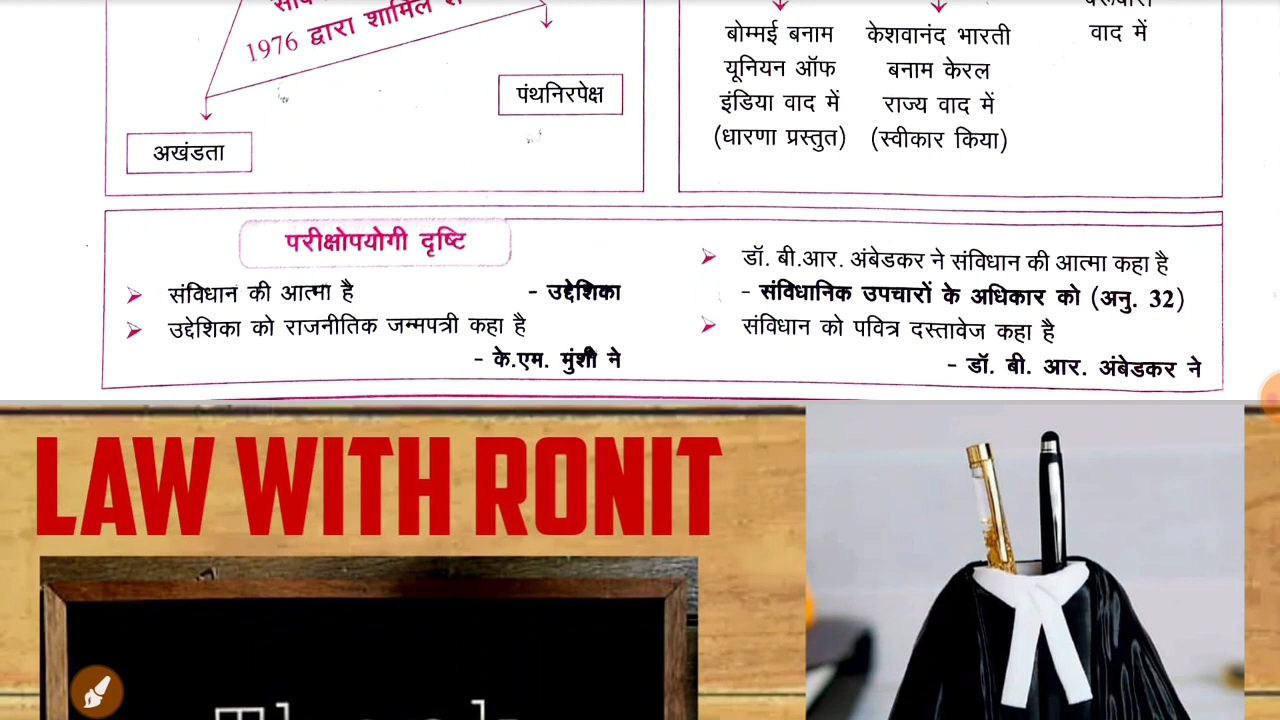 1976 द्वारा शामिल
पंथनिरपेक्ष
अखंडता
बोम्मई बनाम
यूनियन ऑफ
इंडिया वाद में
(धारणा प्रस्तुत)
केशवानंद भारती
बनाम केरल
राज्य वाद में
(स्वीकार किया)
वाद में
परीक्षोपयोगी दृष्टि
संविधान की आत्मा है - उद्देशिका
उद्देशिका को राजनीतिक जन्मपत्री कहा है
- के.एम. मुंशी ने
डॉ. बी.आर. अंबेडकर ने संविधान की आत्मा कहा है
- संविधानिक उपचारों के अधिकार को (अनु. 32)
संविधान को पवित्र दस्तावेज कहा है
- डॉ. बी. आर. अंबेडकर ने
LAW WITH RONIT